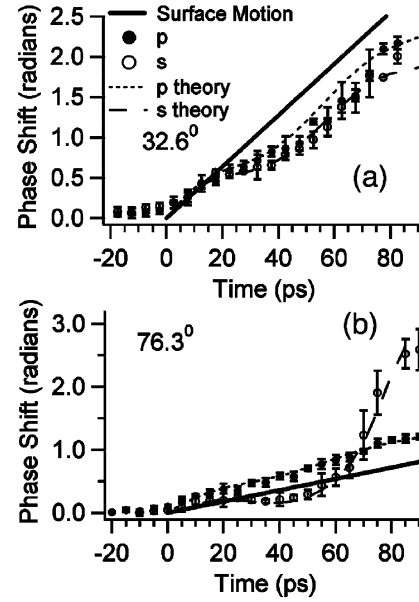 2.5
2.0
1.5
1.0
0.5
0.0
Phase Shift (radians)
Surface Motion
p
s
p theory
s theory
32.6⁰
(a)
-20 0 20 40 60 80
Time (ps)
3.0
2.0
1.0
0.0
Phase Shift (radians)
76.3⁰
(b)
-20 0 20 40 60 80
Time (ps)